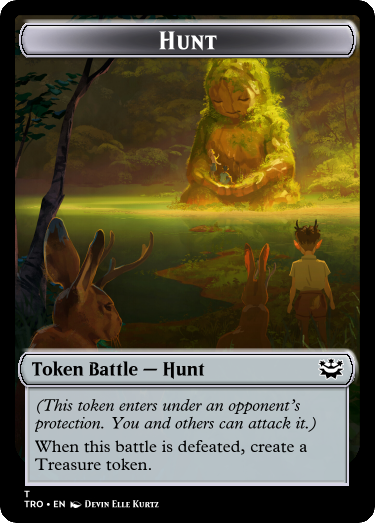 Hunt
Token Battle — Hunt
(This token enters under an opponent's
protection. You and others can attack it.)
When this battle is defeated, create a
Treasure token.
T
TRO • EN Devin Elle Kurtz